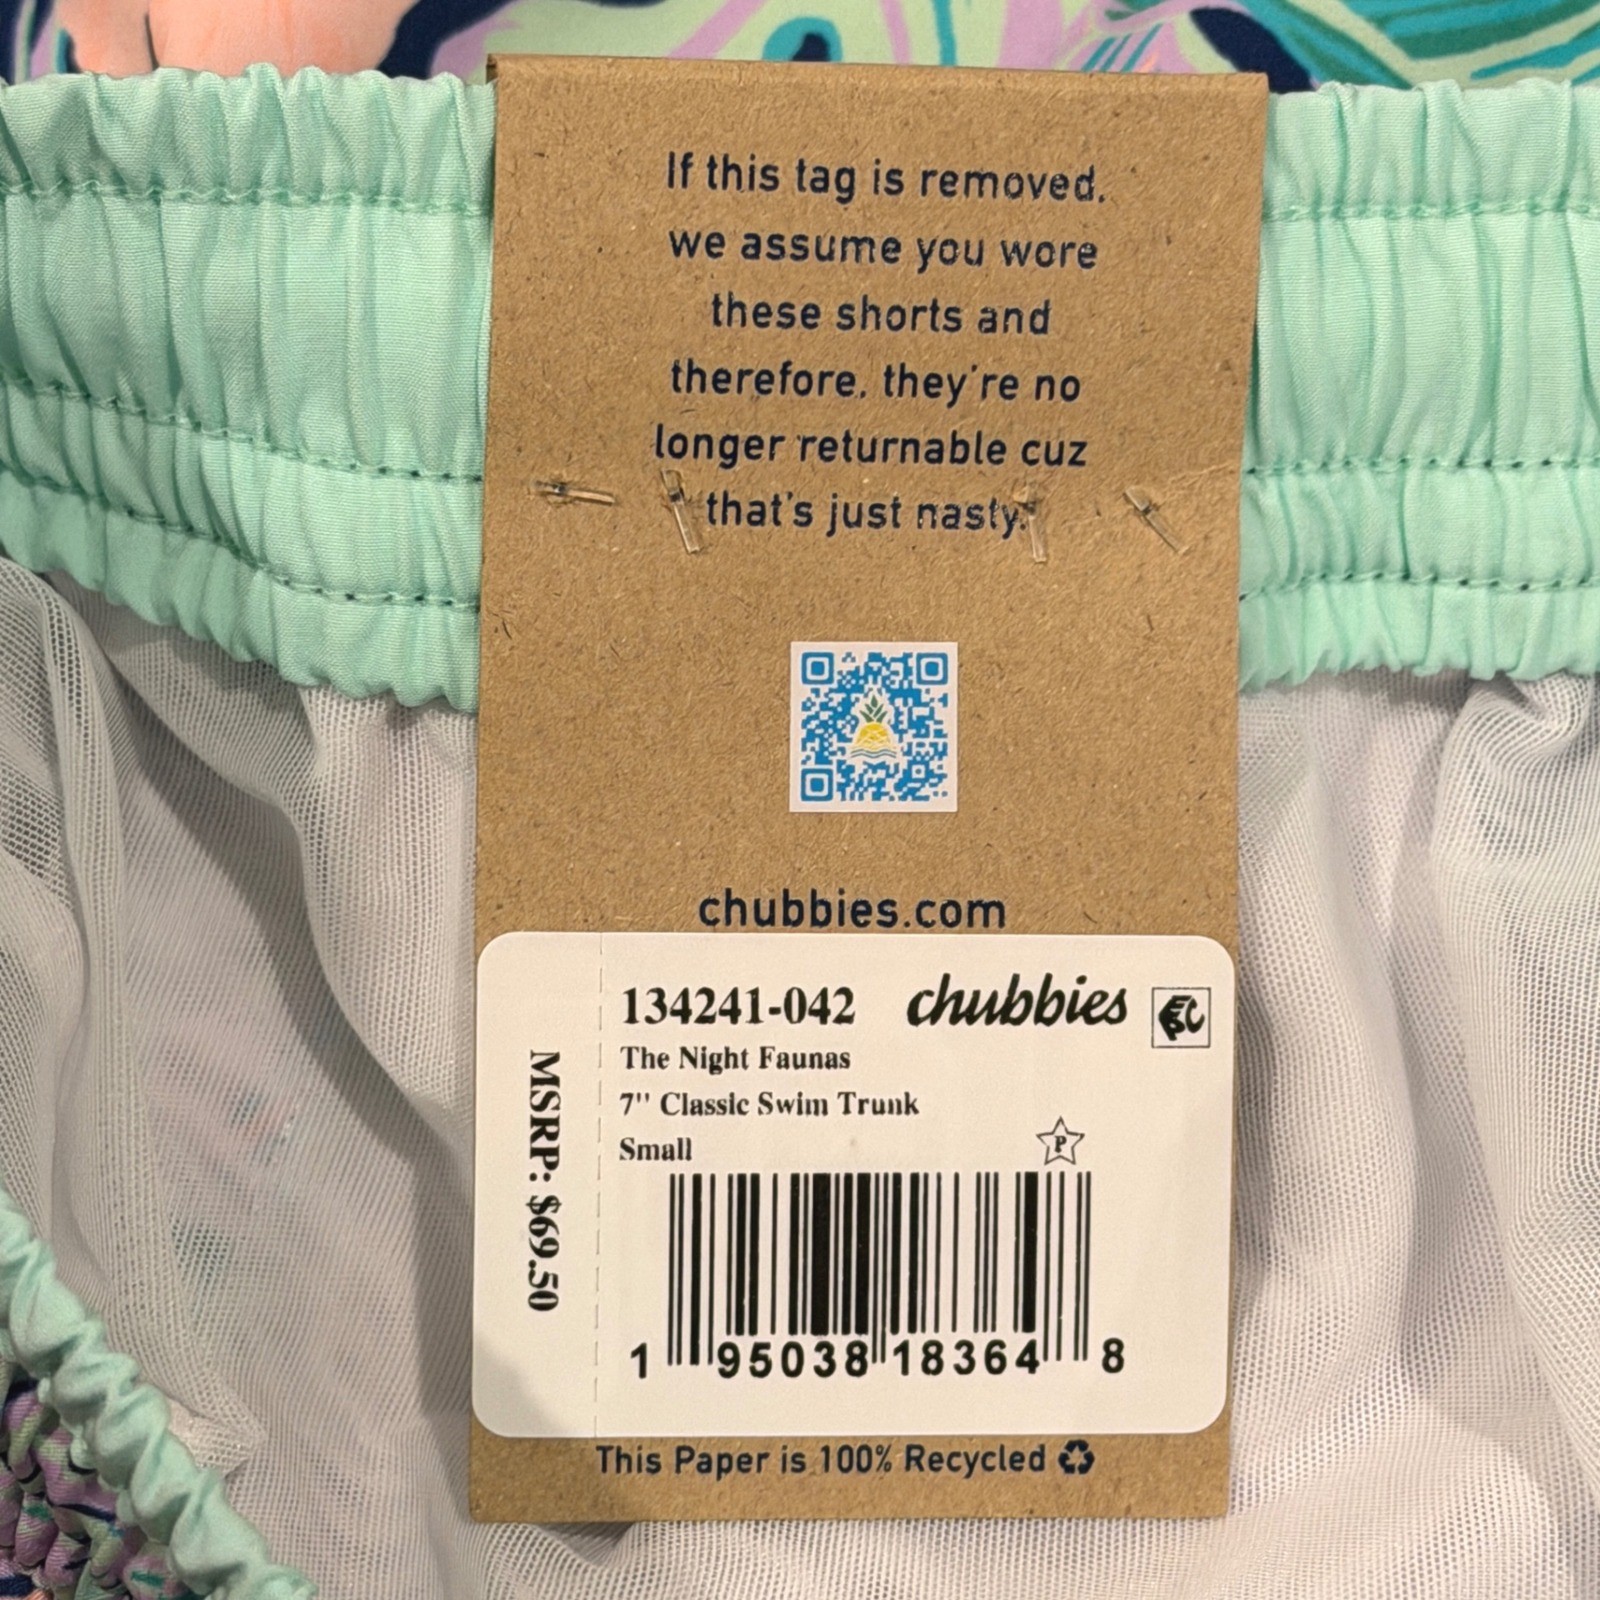 If this tag is removed,
we assume you wore
these shorts and
therefore, they're no
longer returnable cuz
that's just nasty.
chubbies.com
134241-042 chubbies
The Night Faunas
7" Classic Swim Trunk
Small
P
MSRP: $69.50
1 95038 18364 8
This Paper is 100% Recycled